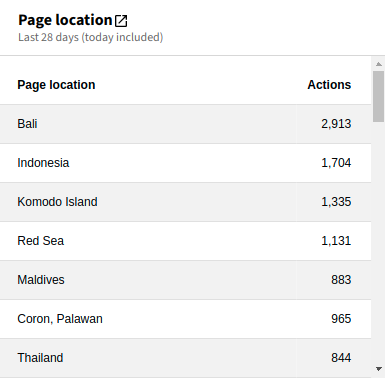 Page location
Last 28 days (today included)
Page location Actions
Bali 2,913
Indonesia 1,704
Komodo Island 1,335
Red Sea 1,131
Maldives 883
Coron, Palawan 965
Thailand 844